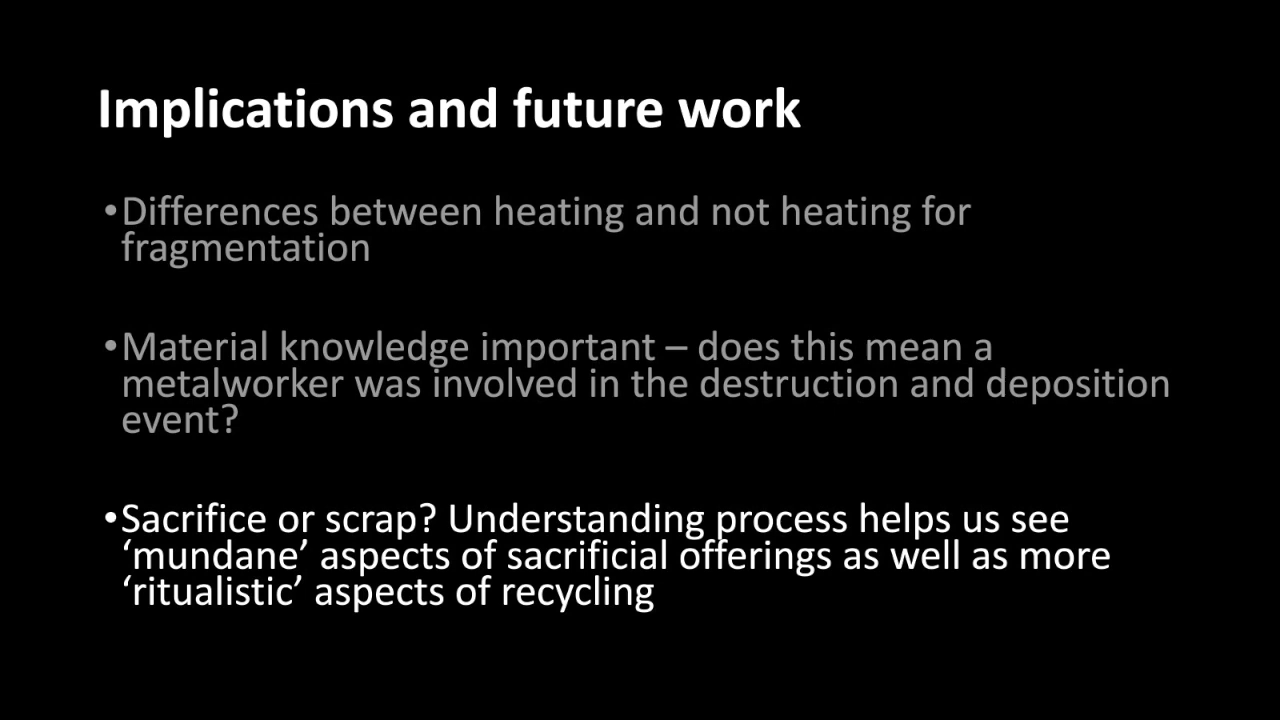 Implications and future work
•Differences between heating and not heating for
fragmentation
•Material knowledge important – does this mean a
metalworker was involved in the destruction and deposition
event?
•Sacrifice or scrap? Understanding process helps us see
‘mundane’ aspects of sacrificial offerings as well as more
‘ritualistic’ aspects of recycling